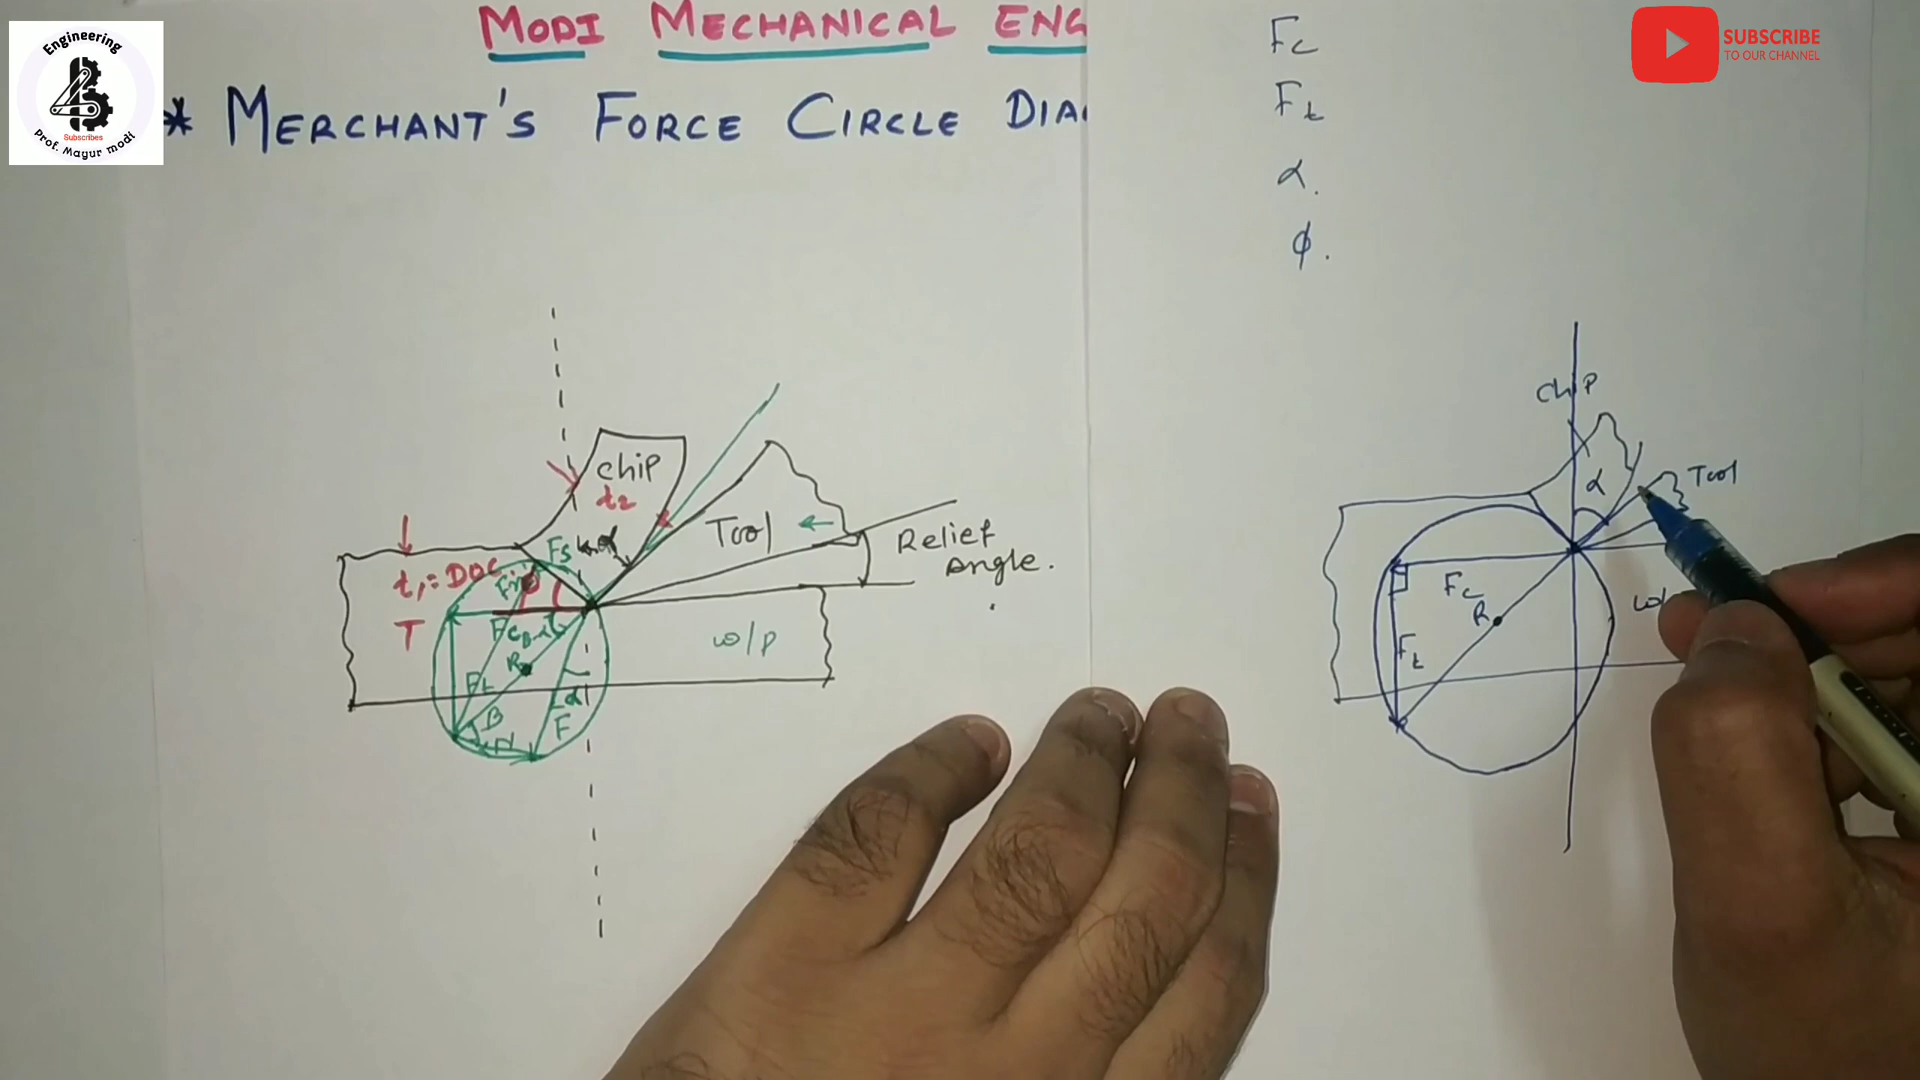 MODI MECHANICAL ENG
* MERCHANT'S FORCE CIRCLE DIA
Engineering
Subscribes
Prof. Mayur modi
SUBSCRIBE
TO OUR CHANNEL
Fc
Ft
α.
φ.
chip
t2
Tool
Relief
Angle.
t1 = DOC
T
Fs
α
Fc
R
Ft
β
F
α
w/p
chip
α
Tool
Fc
R
Ft